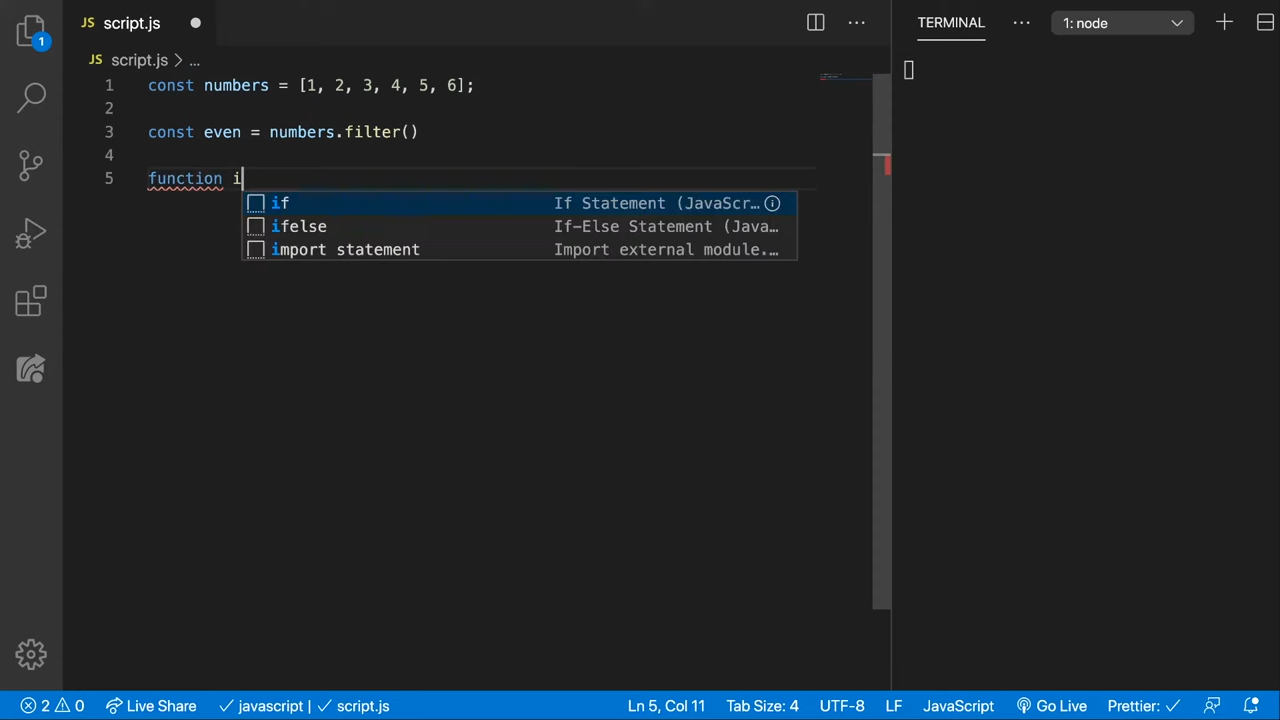 JS script.js
TERMINAL ··· 1: node
JS script.js > ...
1
1 const numbers = [1, 2, 3, 4, 5, 6];
2
3 const even = numbers.filter()
4
5 function i
if If Statement (JavaScr…
ifelse If-Else Statement (Java…
import statement Import external module.…
2 0 Live Share javascript | script.js Ln 5, Col 11 Tab Size: 4 UTF-8 LF JavaScript Go Live Prettier: